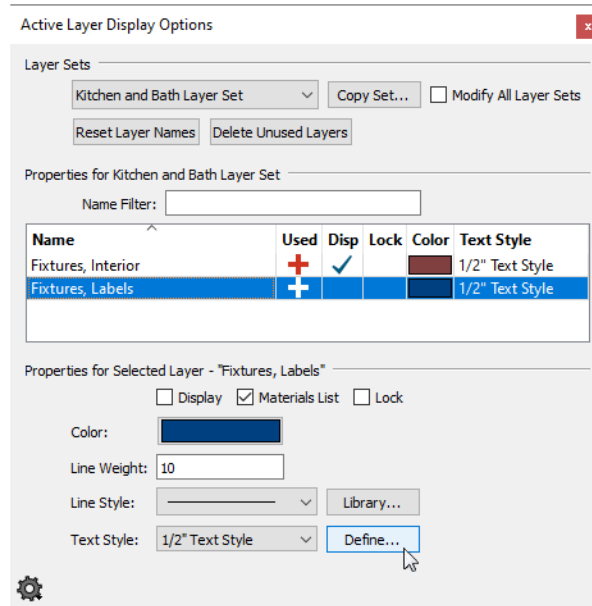 Active Layer Display Options
x
Layer Sets
Kitchen and Bath Layer Set Copy Set... Modify All Layer Sets
Reset Layer Names Delete Unused Layers
Properties for Kitchen and Bath Layer Set
Name Filter:
Name Used Disp Lock Color Text Style
Fixtures, Interior 1/2" Text Style
Fixtures, Labels 1/2" Text Style
Properties for Selected Layer - "Fixtures, Labels"
Display Materials List Lock
Color:
Line Weight: 10
Line Style: Library...
Text Style: 1/2" Text Style Define...